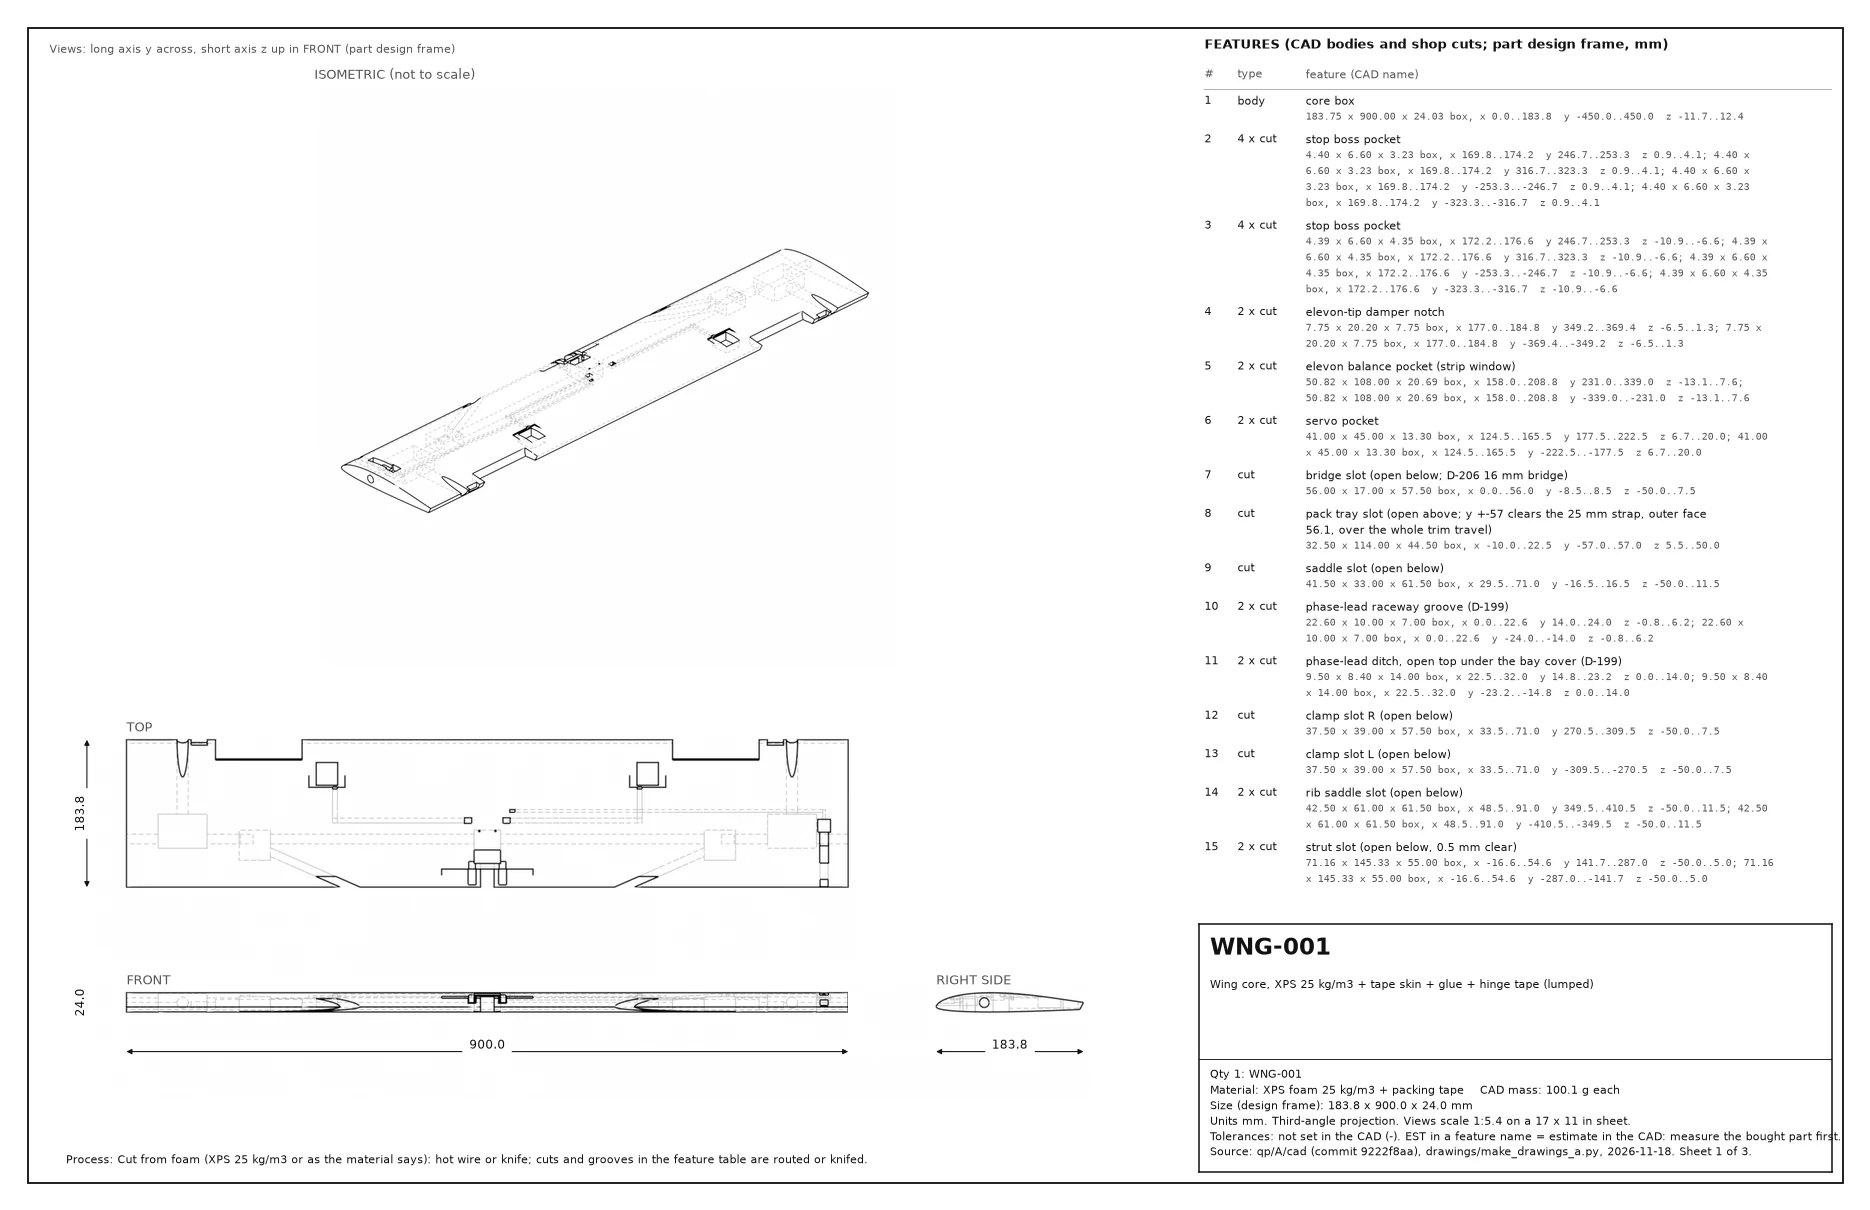 Views: long axis y across, short axis z up in FRONT (part design frame)
ISOMETRIC (not to scale)
TOP
183.8
FRONT
24.0
900.0
RIGHT SIDE
183.8
Process: Cut from foam (XPS 25 kg/m3 or as the material says): hot wire or knife; cuts and grooves in the feature table are routed or knifed.
FEATURES (CAD bodies and shop cuts; part design frame, mm)
# type feature (CAD name)
1 body core box
183.75 x 900.00 x 24.03 box, x 0.0..183.8 y -450.0..450.0 z -11.7..12.4
2 4 x cut stop boss pocket
4.40 x 6.60 x 3.23 box, x 169.8..174.2 y 246.7..253.3 z 0.9..4.1; 4.40 x
6.60 x 3.23 box, x 169.8..174.2 y 316.7..323.3 z 0.9..4.1; 4.40 x 6.60 x
3.23 box, x 169.8..174.2 y -253.3..-246.7 z 0.9..4.1; 4.40 x 6.60 x 3.23
box, x 169.8..174.2 y -323.3..-316.7 z 0.9..4.1
3 4 x cut stop boss pocket
4.39 x 6.60 x 4.35 box, x 172.2..176.6 y 246.7..253.3 z -10.9..-6.6; 4.39 x
6.60 x 4.35 box, x 172.2..176.6 y 316.7..323.3 z -10.9..-6.6; 4.39 x 6.60 x
4.35 box, x 172.2..176.6 y -253.3..-246.7 z -10.9..-6.6; 4.39 x 6.60 x 4.35
box, x 172.2..176.6 y -323.3..-316.7 z -10.9..-6.6
4 2 x cut elevon-tip damper notch
7.75 x 20.20 x 7.75 box, x 177.0..184.8 y 349.2..369.4 z -6.5..1.3; 7.75 x
20.20 x 7.75 box, x 177.0..184.8 y -369.4..-349.2 z -6.5..1.3
5 2 x cut elevon balance pocket (strip window)
50.82 x 108.00 x 20.69 box, x 158.0..208.8 y 231.0..339.0 z -13.1..7.6;
50.82 x 108.00 x 20.69 box, x 158.0..208.8 y -339.0..-231.0 z -13.1..7.6
6 2 x cut servo pocket
41.00 x 45.00 x 13.30 box, x 124.5..165.5 y 177.5..222.5 z 6.7..20.0; 41.00
x 45.00 x 13.30 box, x 124.5..165.5 y -222.5..-177.5 z 6.7..20.0
7 cut bridge slot (open below; D-206 16 mm bridge)
56.00 x 17.00 x 57.50 box, x 0.0..56.0 y -8.5..8.5 z -50.0..7.5
8 cut pack tray slot (open above; y +-57 clears the 25 mm strap, outer face
56.1, over the whole trim travel)
32.50 x 114.00 x 44.50 box, x -10.0..22.5 y -57.0..57.0 z 5.5..50.0
9 cut saddle slot (open below)
41.50 x 33.00 x 61.50 box, x 29.5..71.0 y -16.5..16.5 z -50.0..11.5
10 2 x cut phase-lead raceway groove (D-199)
22.60 x 10.00 x 7.00 box, x 0.0..22.6 y 14.0..24.0 z -0.8..6.2; 22.60 x
10.00 x 7.00 box, x 0.0..22.6 y -24.0..-14.0 z -0.8..6.2
11 2 x cut phase-lead ditch, open top under the bay cover (D-199)
9.50 x 8.40 x 14.00 box, x 22.5..32.0 y 14.8..23.2 z 0.0..14.0; 9.50 x 8.40
x 14.00 box, x 22.5..32.0 y -23.2..-14.8 z 0.0..14.0
12 cut clamp slot R (open below)
37.50 x 39.00 x 57.50 box, x 33.5..71.0 y 270.5..309.5 z -50.0..7.5
13 cut clamp slot L (open below)
37.50 x 39.00 x 57.50 box, x 33.5..71.0 y -309.5..-270.5 z -50.0..7.5
14 2 x cut rib saddle slot (open below)
42.50 x 61.00 x 61.50 box, x 48.5..91.0 y 349.5..410.5 z -50.0..11.5; 42.50
x 61.00 x 61.50 box, x 48.5..91.0 y -410.5..-349.5 z -50.0..11.5
15 2 x cut strut slot (open below, 0.5 mm clear)
71.16 x 145.33 x 55.00 box, x -16.6..54.6 y 141.7..287.0 z -50.0..5.0; 71.16
x 145.33 x 55.00 box, x -16.6..54.6 y -287.0..-141.7 z -50.0..5.0
WNG-001
Wing core, XPS 25 kg/m3 + tape skin + glue + hinge tape (lumped)
Qty 1: WNG-001
Material: XPS foam 25 kg/m3 + packing tape CAD mass: 100.1 g each
Size (design frame): 183.8 x 900.0 x 24.0 mm
Units mm. Third-angle projection. Views scale 1:5.4 on a 17 x 11 in sheet.
Tolerances: not set in the CAD (-). EST in a feature name = estimate in the CAD: measure the bought part first.
Source: qp/A/cad (commit 9222f8aa), drawings/make_drawings_a.py, 2026-11-18. Sheet 1 of 3.